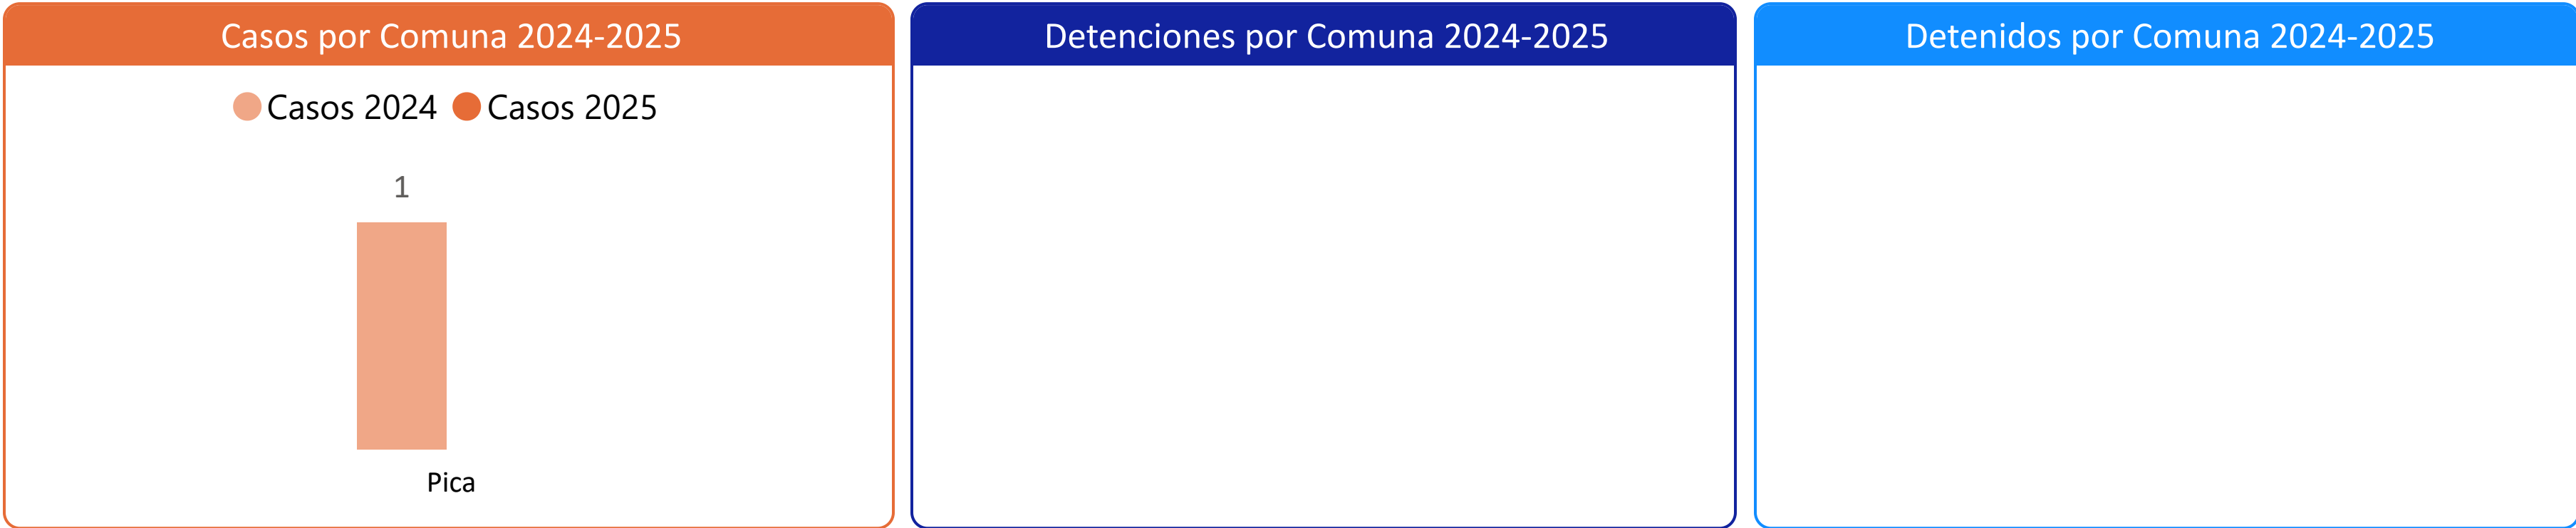 Casos por Comuna 2024-2025
Casos 2024 Casos 2025
1
Pica
Detenciones por Comuna 2024-2025
Detenidos por Comuna 2024-2025